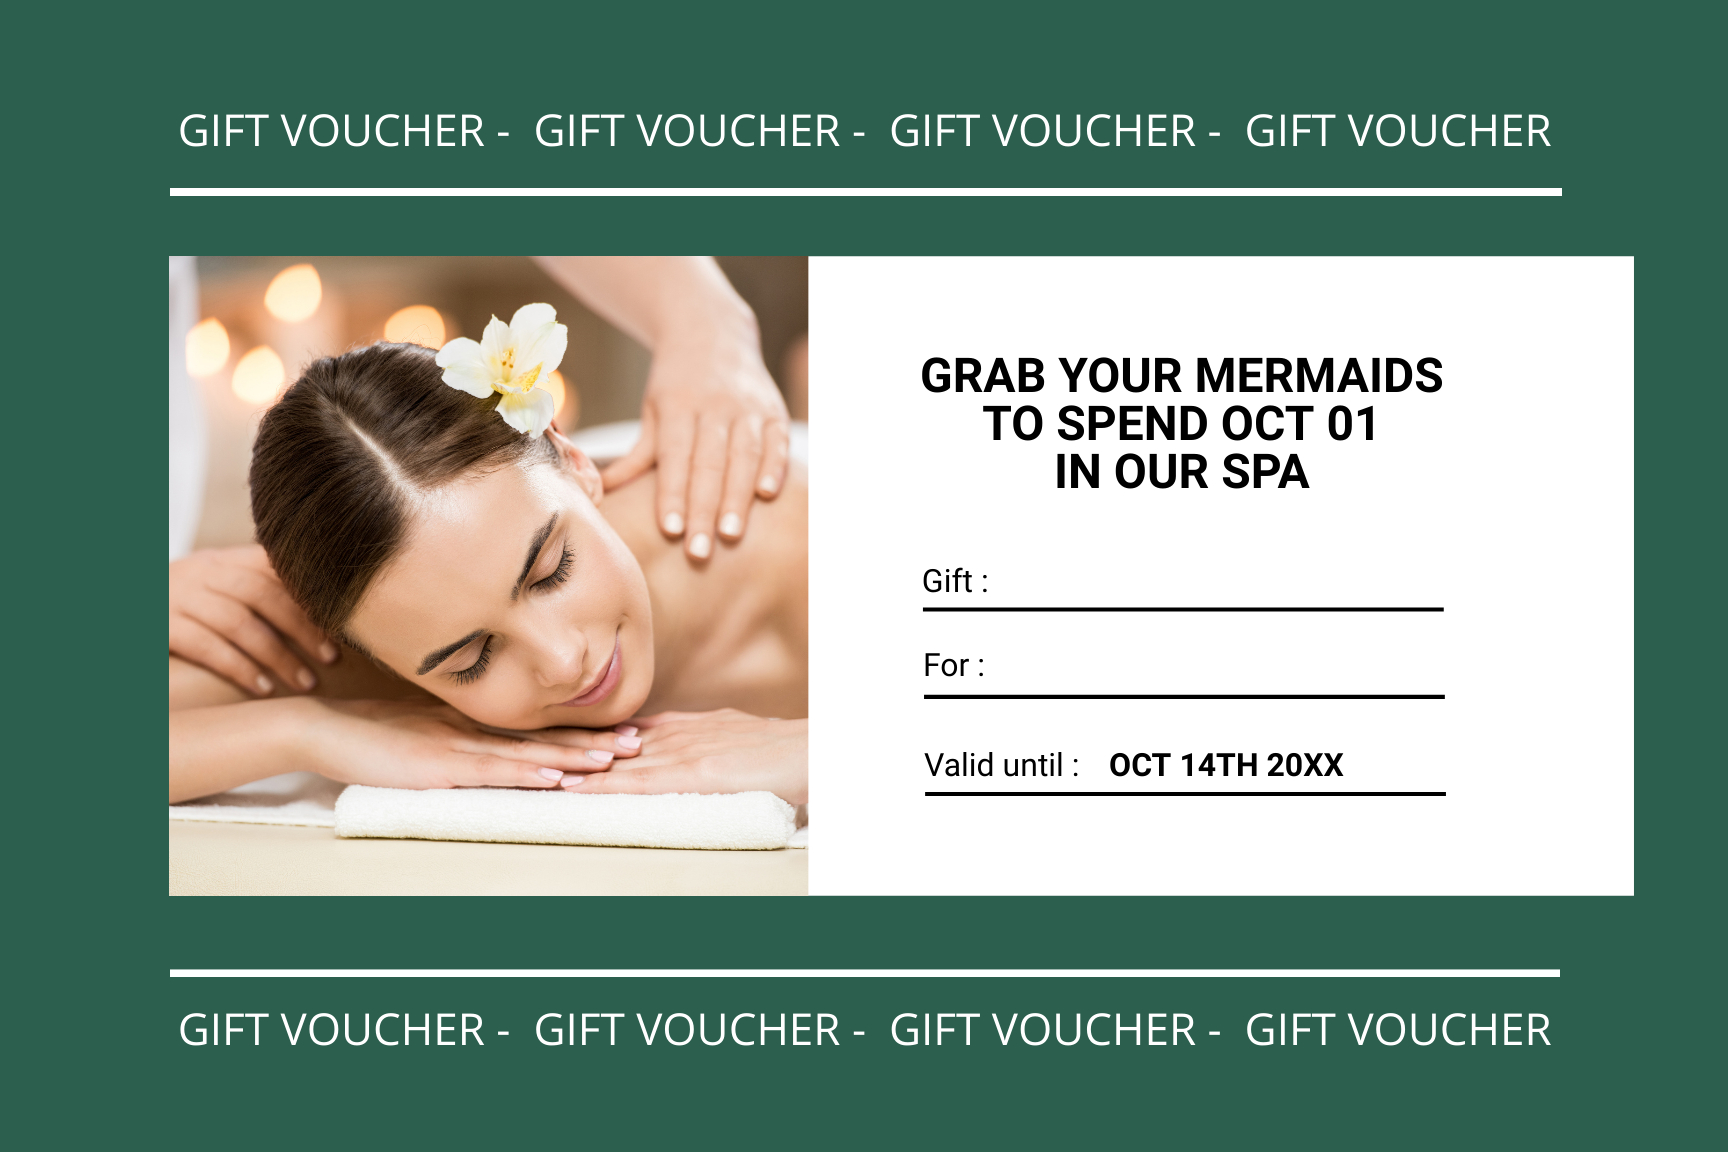 GIFT VOUCHER - GIFT VOUCHER - GIFT VOUCHER - GIFT VOUCHER
GRAB YOUR MERMAIDS
TO SPEND OCT 01
IN OUR SPA
Gift :
For :
Valid until : OCT 14TH 20XX
GIFT VOUCHER - GIFT VOUCHER - GIFT VOUCHER - GIFT VOUCHER